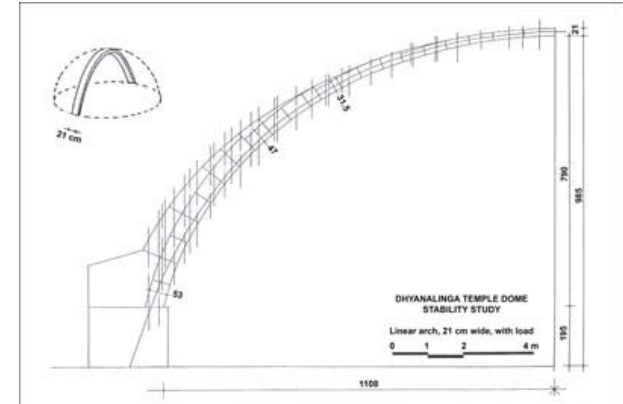 21
21 cm
31.5
47
790
985
53
DHYANALINGA TEMPLE DOME
STABILITY STUDY
Linear arch, 21 cm wide, with load
0 1 2 4 m
195
1108